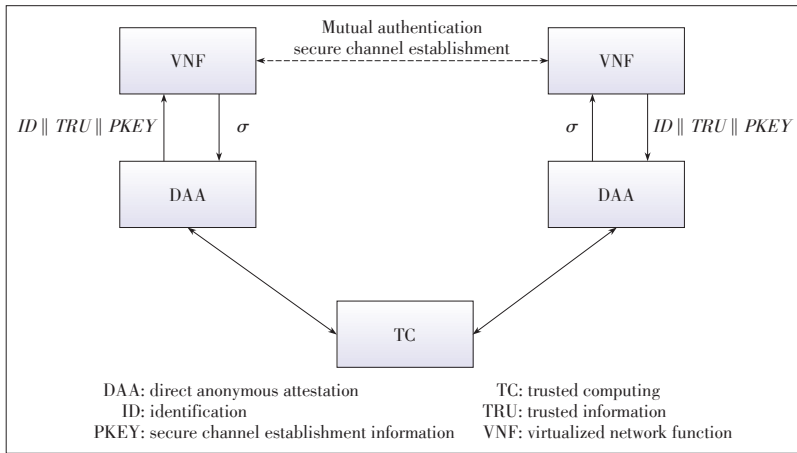 Mutual authentication
secure channel establishment
VNF
VNF
ID || TRU || PKEY
σ
σ
ID || TRU || PKEY
DAA
DAA
TC
DAA: direct anonymous attestation
ID: identification
PKEY: secure channel establishment information
TC: trusted computing
TRU: trusted information
VNF: virtualized network function